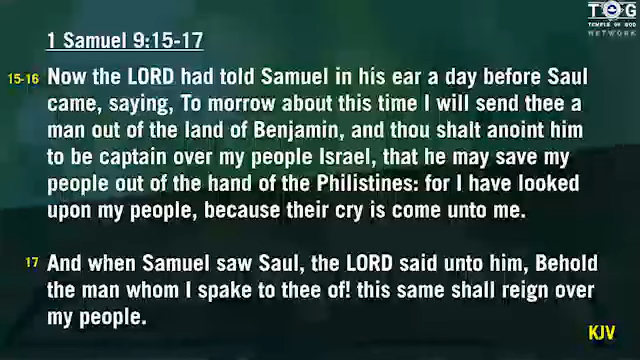 TOG
TEMPLE OF GOD
NETWORK
1 Samuel 9:15-17
15-16 Now the LORD had told Samuel in his ear a day before Saul
came, saying, To morrow about this time I will send thee a
man out of the land of Benjamin, and thou shalt anoint him
to be captain over my people Israel, that he may save my
people out of the hand of the Philistines: for I have looked
upon my people, because their cry is come unto me.
17 And when Samuel saw Saul, the LORD said unto him, Behold
the man whom I spake to thee of! this same shall reign over
my people.
KJV